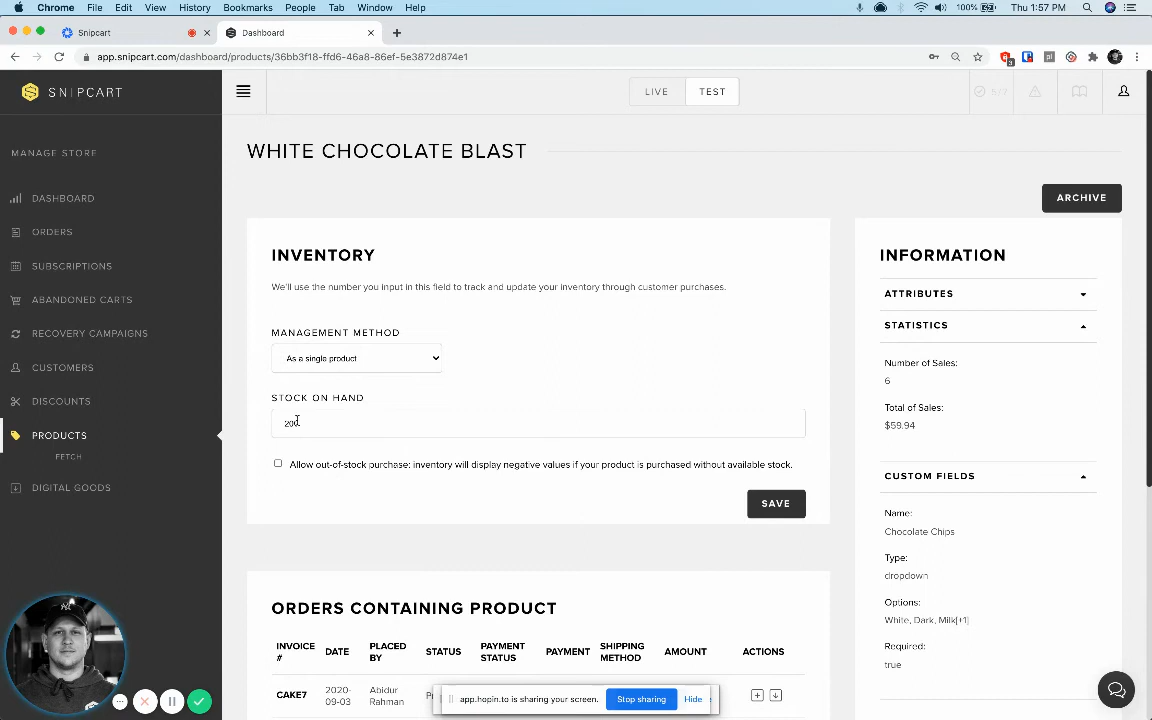 Chrome File Edit View History Bookmarks People Tab Window Help 100% Thu 1:57 PM
Snipcart Dashboard
app.snipcart.com/dashboard/products/36bb3f18-ffd6-46a8-86ef-5e3872d874e1
SNIPCART
LIVE TEST 5/7
MANAGE STORE
DASHBOARD
ORDERS
SUBSCRIPTIONS
ABANDONED CARTS
RECOVERY CAMPAIGNS
CUSTOMERS
DISCOUNTS
PRODUCTS
FETCH
DIGITAL GOODS
WHITE CHOCOLATE BLAST
ARCHIVE
INVENTORY
We'll use the number you input in this field to track and update your inventory through customer purchases.
MANAGEMENT METHOD
As a single product
STOCK ON HAND
200
Allow out-of-stock purchase: inventory will display negative values if your product is purchased without available stock.
SAVE
INFORMATION
ATTRIBUTES
STATISTICS
Number of Sales:
6
Total of Sales:
$59.94
CUSTOM FIELDS
Name:
Chocolate Chips
Type:
dropdown
Options:
White, Dark, Milk[+1]
Required:
true
ORDERS CONTAINING PRODUCT
INVOICE # DATE PLACED BY STATUS PAYMENT STATUS PAYMENT SHIPPING METHOD AMOUNT ACTIONS
CAKE7 2020-09-03 Abidur Rahman
app.hopin.to is sharing your screen. Stop sharing Hide